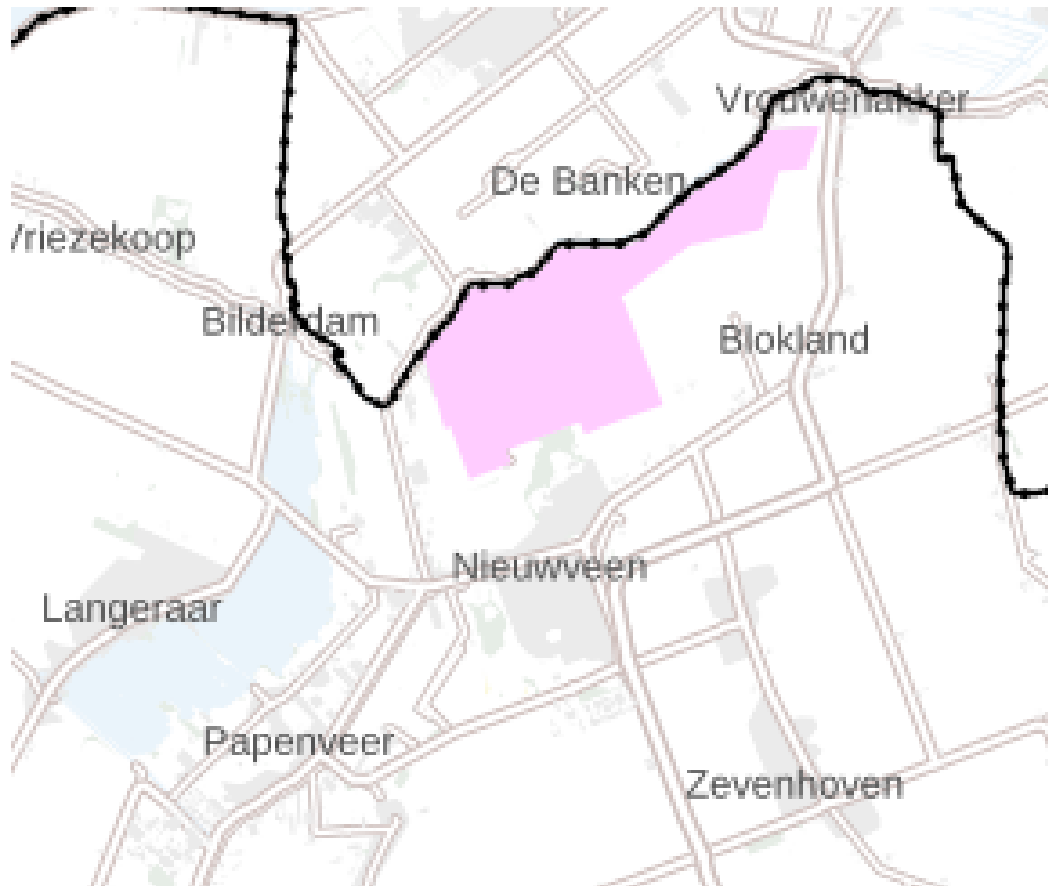 Vrouwenakker
De Banken
Vriezekoop
Bilderdam
Blokland
Nieuwveen
Langeraar
Papenveer
Zevenhoven